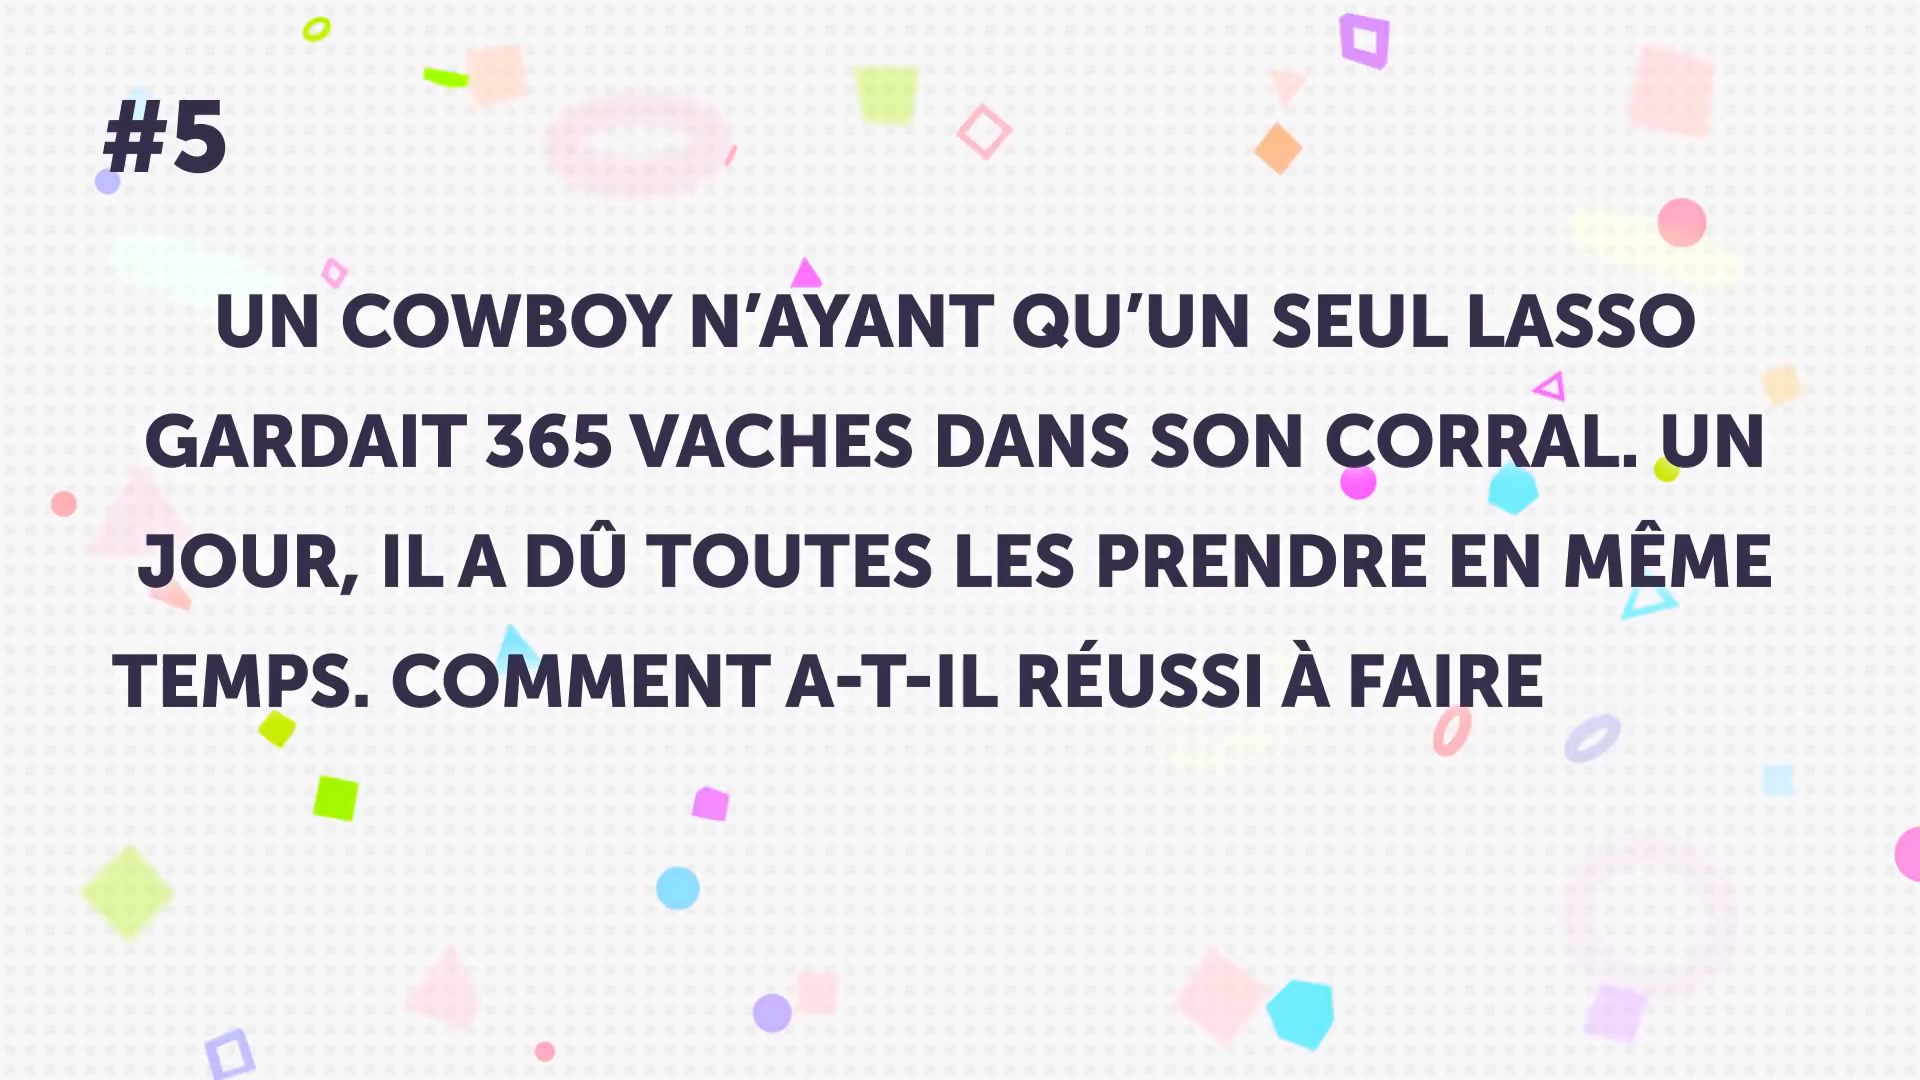 #5
UN COWBOY N’AYANT QU’UN SEUL LASSO
GARDAIT 365 VACHES DANS SON CORRAL. UN
JOUR, IL A DÛ TOUTES LES PRENDRE EN MÊME
TEMPS. COMMENT A-T-IL RÉUSSI À FAIRE